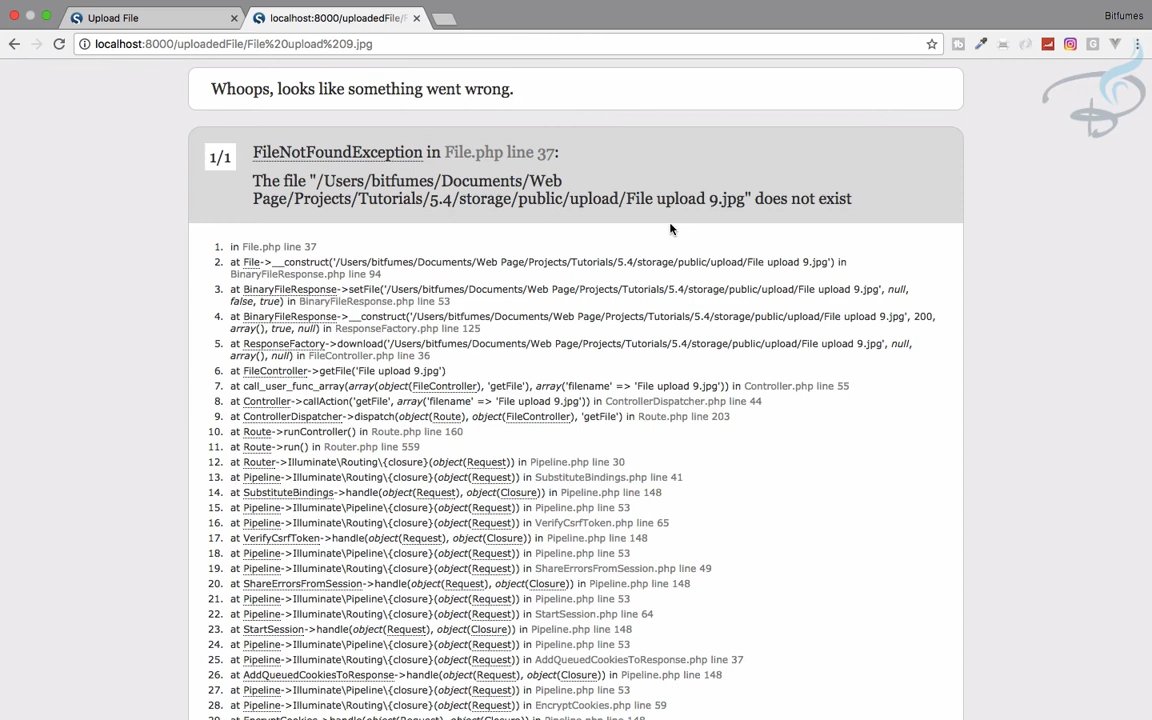 Upload File
localhost:8000/uploadedFile/F
Bitfumes
localhost:8000/uploadedFile/File%20upload%209.jpg
Whoops, looks like something went wrong.
1/1
FileNotFoundException in File.php line 37:
The file "/Users/bitfumes/Documents/Web
Page/Projects/Tutorials/5.4/storage/public/upload/File upload 9.jpg" does not exist
1. in File.php line 37
2. at File->__construct('/Users/bitfumes/Documents/Web Page/Projects/Tutorials/5.4/storage/public/upload/File upload 9.jpg') in
BinaryFileResponse.php line 94
3. at BinaryFileResponse->setFile('/Users/bitfumes/Documents/Web Page/Projects/Tutorials/5.4/storage/public/upload/File upload 9.jpg', null,
false, true) in BinaryFileResponse.php line 53
4. at BinaryFileResponse->__construct('/Users/bitfumes/Documents/Web Page/Projects/Tutorials/5.4/storage/public/upload/File upload 9.jpg', 200,
array(), true, null) in ResponseFactory.php line 125
5. at ResponseFactory->download('/Users/bitfumes/Documents/Web Page/Projects/Tutorials/5.4/storage/public/upload/File upload 9.jpg', null,
array(), null) in FileController.php line 36
6. at FileController->getFile('File upload 9.jpg')
7. at call_user_func_array(array(object(FileController), 'getFile'), array('filename' => 'File upload 9.jpg')) in Controller.php line 55
8. at Controller->callAction('getFile', array('filename' => 'File upload 9.jpg')) in ControllerDispatcher.php line 44
9. at ControllerDispatcher->dispatch(object(Route), object(FileController), 'getFile') in Route.php line 203
10. at Route->runController() in Route.php line 160
11. at Route->run() in Router.php line 559
12. at Router->Illuminate\Routing\{closure}(object(Request)) in Pipeline.php line 30
13. at Pipeline->Illuminate\Routing\{closure}(object(Request)) in SubstituteBindings.php line 41
14. at SubstituteBindings->handle(object(Request), object(Closure)) in Pipeline.php line 148
15. at Pipeline->Illuminate\Pipeline\{closure}(object(Request)) in Pipeline.php line 53
16. at Pipeline->Illuminate\Routing\{closure}(object(Request)) in VerifyCsrfToken.php line 65
17. at VerifyCsrfToken->handle(object(Request), object(Closure)) in Pipeline.php line 148
18. at Pipeline->Illuminate\Pipeline\{closure}(object(Request)) in Pipeline.php line 53
19. at Pipeline->Illuminate\Routing\{closure}(object(Request)) in ShareErrorsFromSession.php line 49
20. at ShareErrorsFromSession->handle(object(Request), object(Closure)) in Pipeline.php line 148
21. at Pipeline->Illuminate\Pipeline\{closure}(object(Request)) in Pipeline.php line 53
22. at Pipeline->Illuminate\Routing\{closure}(object(Request)) in StartSession.php line 64
23. at StartSession->handle(object(Request), object(Closure)) in Pipeline.php line 148
24. at Pipeline->Illuminate\Pipeline\{closure}(object(Request)) in Pipeline.php line 53
25. at Pipeline->Illuminate\Routing\{closure}(object(Request)) in AddQueuedCookiesToResponse.php line 37
26. at AddQueuedCookiesToResponse->handle(object(Request), object(Closure)) in Pipeline.php line 148
27. at Pipeline->Illuminate\Pipeline\{closure}(object(Request)) in Pipeline.php line 53
28. at Pipeline->Illuminate\Routing\{closure}(object(Request)) in EncryptCookies.php line 59
29. at EncryptCookies->handle(object(Request), object(Closure)) in Pipeline.php line 148